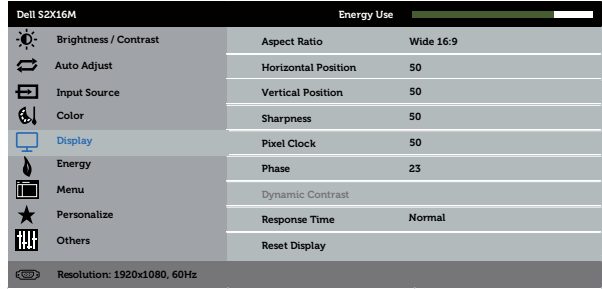 Dell S2X16M Energy Use
Brightness / Contrast
Auto Adjust
Input Source
Color
Display
Energy
Menu
Personalize
Others
Aspect Ratio Wide 16:9
Horizontal Position 50
Vertical Position 50
Sharpness 50
Pixel Clock 50
Phase 23
Dynamic Contrast
Response Time Normal
Reset Display
Resolution: 1920x1080, 60Hz